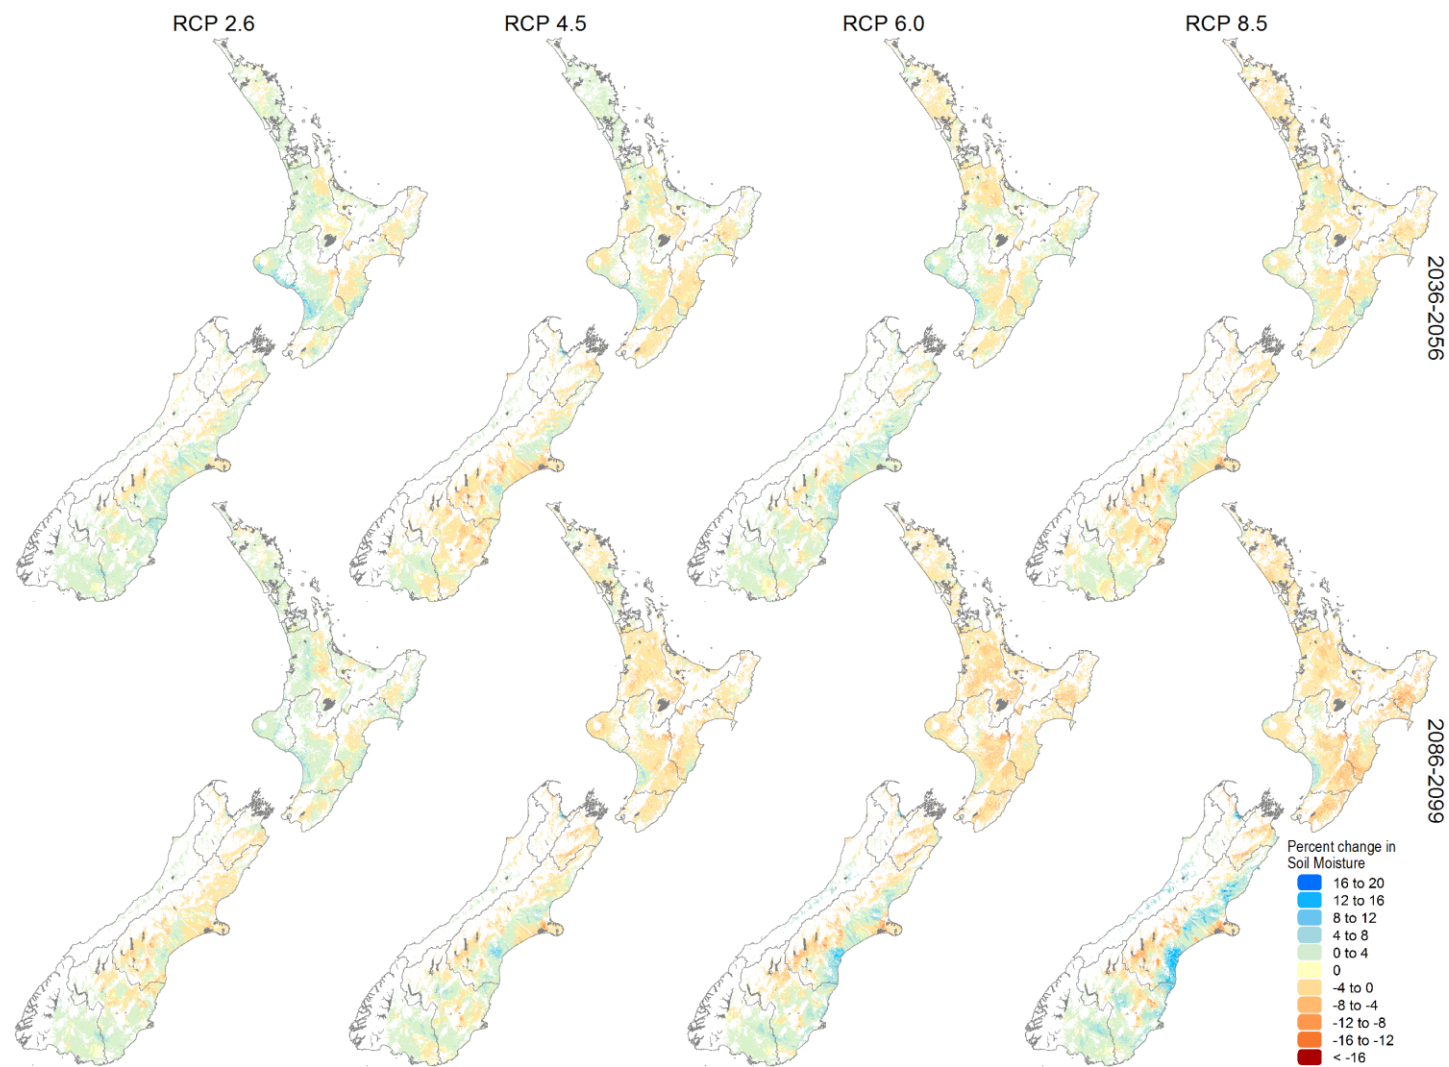 RCP 2.6
RCP 4.5
RCP 6.0
RCP 8.5
2036-2056
2086-2099
Percent change in
Soil Moisture
16 to 20
12 to 16
8 to 12
4 to 8
0 to 4
0
-4 to 0
-8 to -4
-12 to -8
-16 to -12
< -16